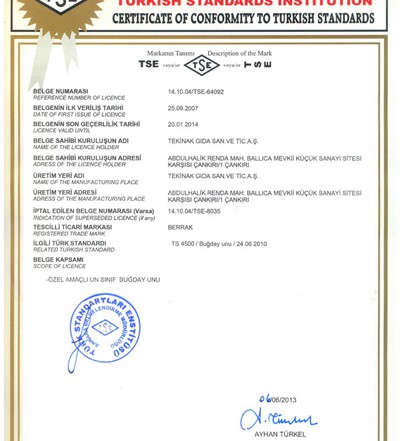 TURKISH STANDARDS INSTITUTION
CERTIFICATE OF CONFORMITY TO TURKISH STANDARDS
Markanın Tanımı Description of the Mark
TSE veya/or TSE veya/or TSE
BELGE NUMARASI 14.10.04/TSE-64092
REFERENCE NUMBER OF LICENCE
BELGENİN İLK VERİLİŞ TARİHİ 25.09.2007
DATE OF FIRST ISSUE OF LICENCE
BELGENİN SON GEÇERLİLİK TARİHİ 20.01.2014
LICENCE VALID UNTIL
BELGE SAHİBİ KURULUŞUN ADI TEKİNAK GIDA SAN.VE TİC.A.Ş.
NAME OF THE LICENCE HOLDER
BELGE SAHİBİ KURULUŞUN ADRESİ ABDULHALİK RENDA MAH. BALLICA MEVKİİ KÜÇÜK SANAYİ SİTESİ
ADRESS OF THE LICENCE HOLDER KARŞISI ÇANKIRI/1 ÇANKIRI
ÜRETİM YERİ ADI TEKİNAK GIDA SAN.VE TİC.A.Ş.
NAME OF THE MANUFACTURING PLACE
ÜRETİM YERİ ADRESİ ABDULHALİK RENDA MAH. BALLICA MEVKİİ KÜÇÜK SANAYİ SİTESİ
ADRESS OF THE MANUFACTURING PLACE KARŞISI ÇANKIRI/1 ÇANKIRI
İPTAL EDİLEN BELGE NUMARASI (Varsa) 14.10.04/TSE-8035
INDICATION OF SUPERSEDED LICENCE (If any)
TESCİLLİ TİCARİ MARKASI BERRAK
REGISTERED TRADE MARK
İLGİLİ TÜRK STANDARDI TS 4500 / Buğday unu / 24.06.2010
RELATED TURKISH STANDARD
BELGE KAPSAMI
SCOPE OF LICENCE
-ÖZEL AMAÇLI UN SINIF BUĞDAY UNU
TÜRK STANDARTLARI ENSTİTÜSÜ
BELGELENDİRME MÜDÜRLÜĞÜ
TSE
06/06/2013
AYHAN TÜRKEL